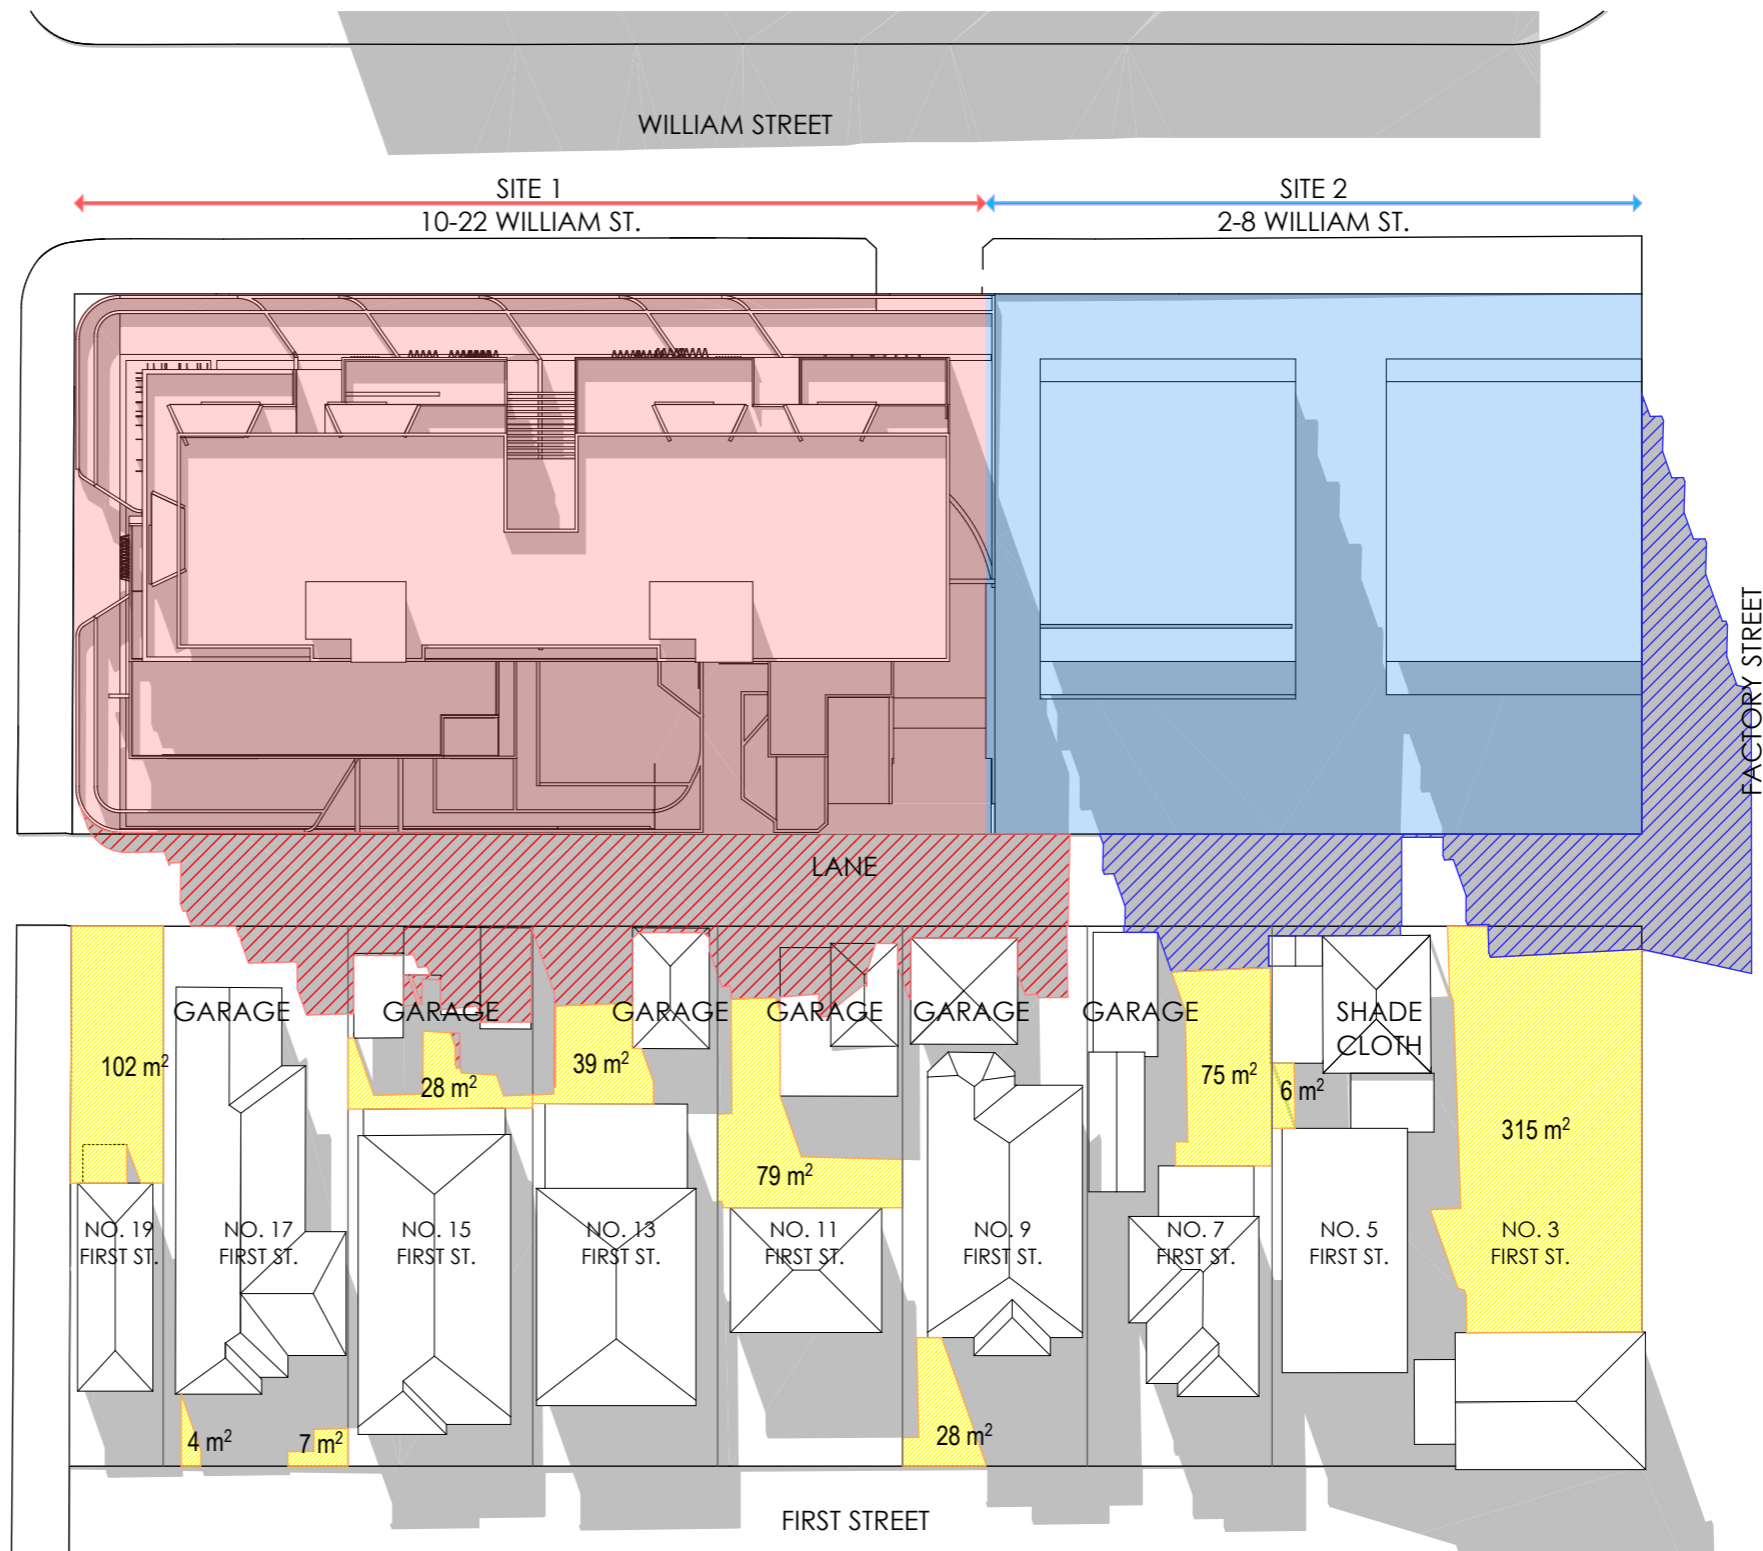 WILLIAM STREET
SITE 1
10-22 WILLIAM ST.
SITE 2
2-8 WILLIAM ST.
FACTORY STREET
LANE
GARAGE
GARAGE
GARAGE
GARAGE
GARAGE
GARAGE
SHADE
CLOTH
102 m²
28 m²
39 m²
79 m²
75 m²
6 m²
315 m²
NO. 19
FIRST ST.
NO. 17
FIRST ST.
NO. 15
FIRST ST.
NO. 13
FIRST ST.
NO. 11
FIRST ST.
NO. 9
FIRST ST.
NO. 7
FIRST ST.
NO. 5
FIRST ST.
NO. 3
FIRST ST.
4 m²
7 m²
28 m²
FIRST STREET